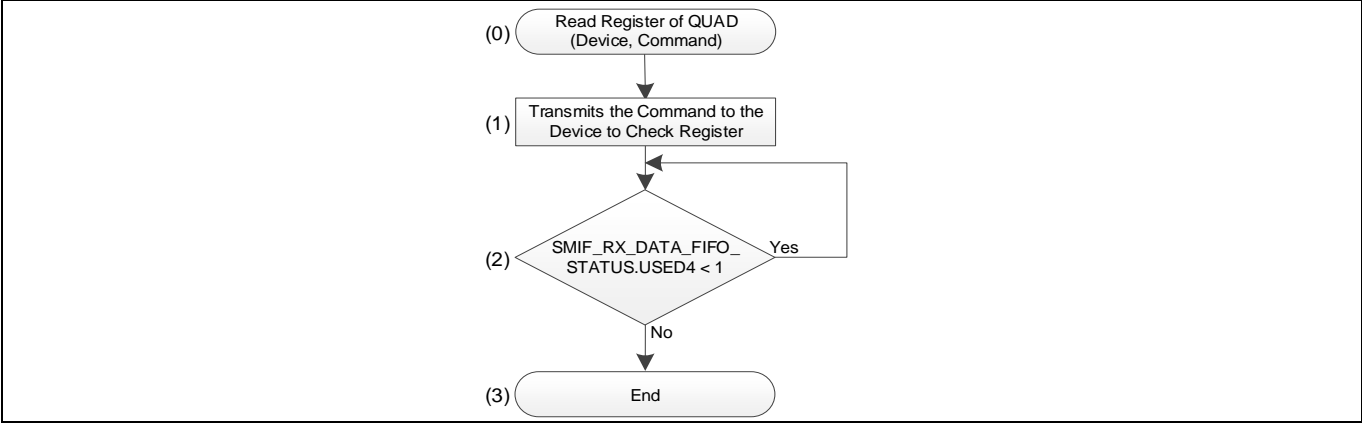 (0)
Read Register of QUAD
(Device, Command)
(1)
Transmits the Command to the
Device to Check Register
(2)
SMIF_RX_DATA_FIFO_
STATUS.USED4 < 1
Yes
No
(3)
End